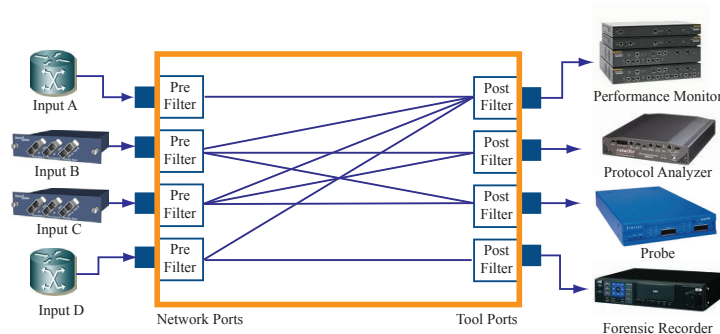 Input A
Pre
Filter
Post
Filter
Performance Monitor
Input B
Pre
Filter
Post
Filter
Protocol Analyzer
Input C
Pre
Filter
Post
Filter
Probe
Input D
Pre
Filter
Post
Filter
Forensic Recorder
Network Ports
Tool Ports